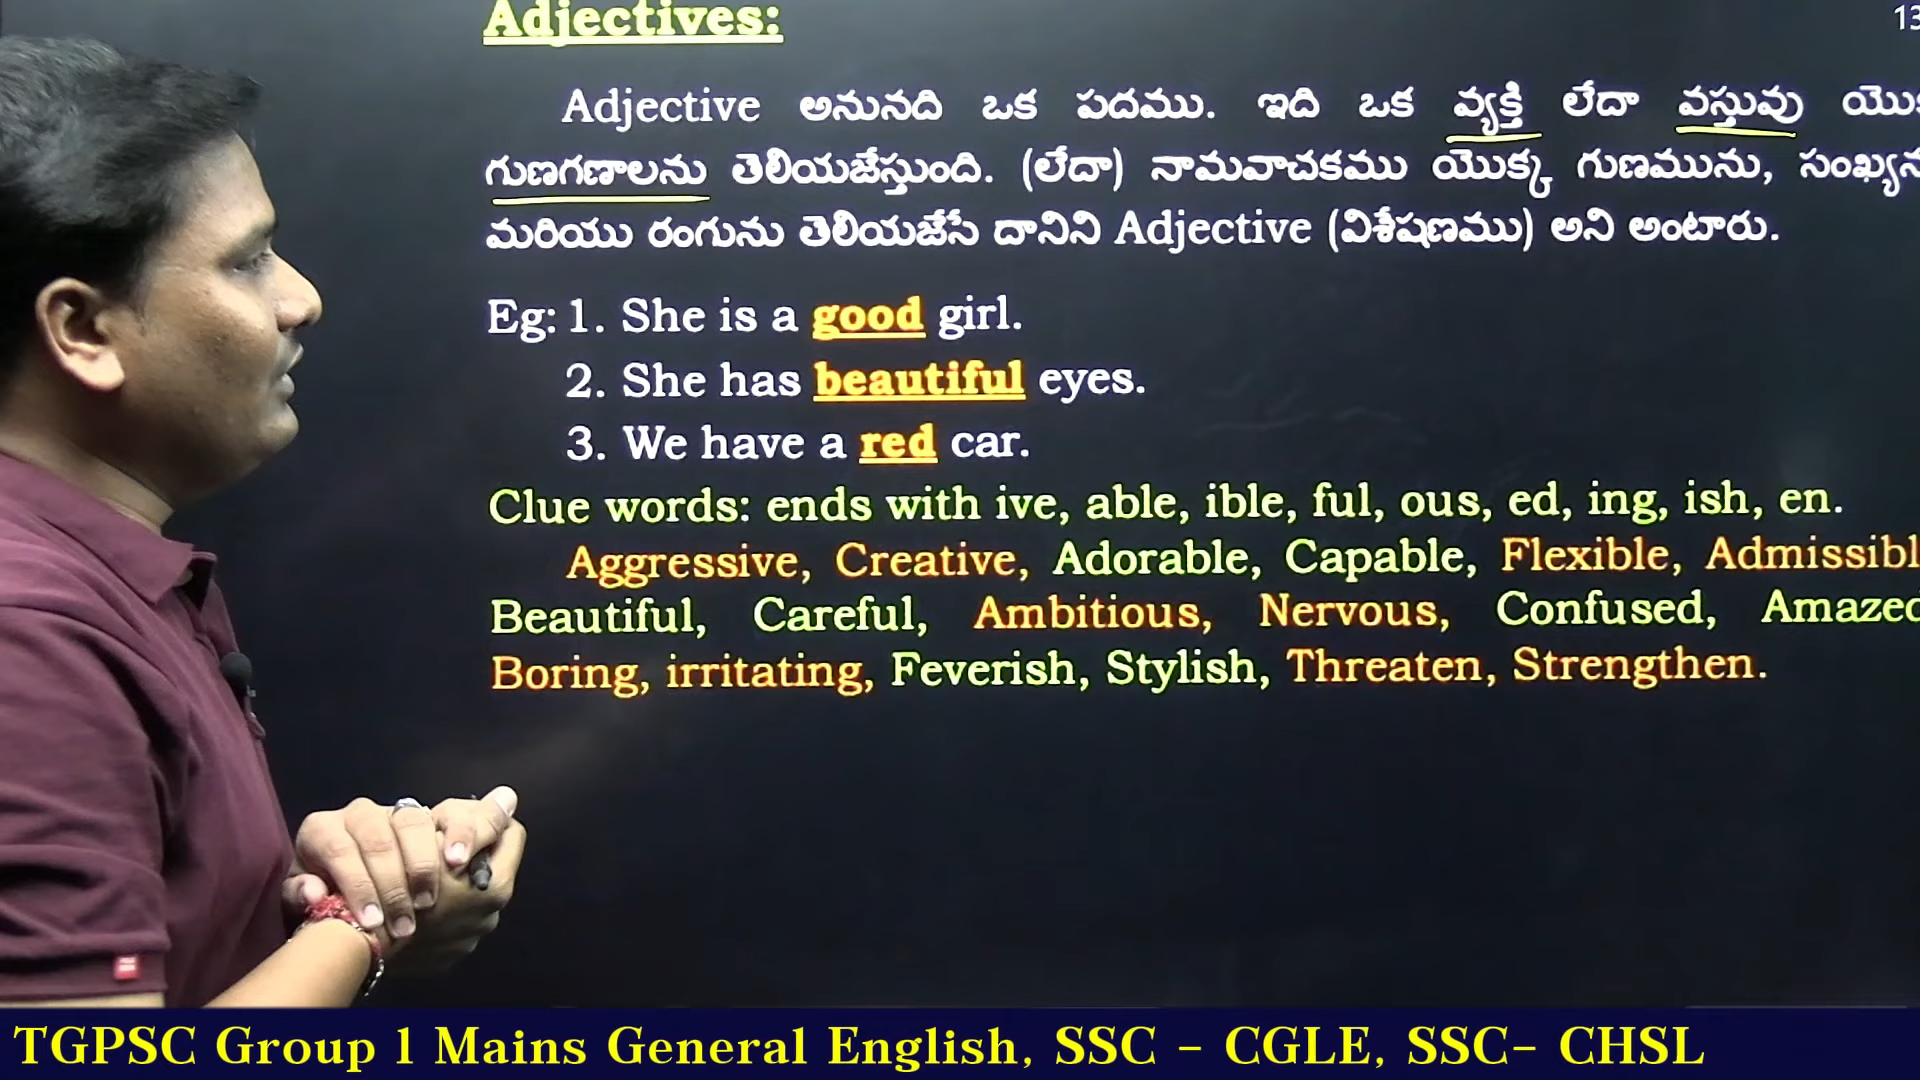 Adjectives:
13
Adjective అనునది ఒక పదము. ఇది ఒక వ్యక్తి లేదా వస్తువు
గుణగణాలను తెలియజేస్తుంది. (లేదా) నామవాచకము యొక్క గుణమును,
మరియు రంగును తెలియజేసే దానిని Adjective (విశేషణము) అని అంటారు.
Eg: 1. She is a good girl.
2. She has beautiful eyes.
3. We have a red car.
Clue words: ends with ive, able, ible, ful, ous, ed, ing, ish, en.
Aggressive, Creative, Adorable, Capable, Flexible, Admissibl
Beautiful, Careful, Ambitious, Nervous, Confused, Amazed
Boring, irritating, Feverish, Stylish, Threaten, Strengthen.
TGPSC Group 1 Mains General English, SSC – CGLE, SSC– CHSL